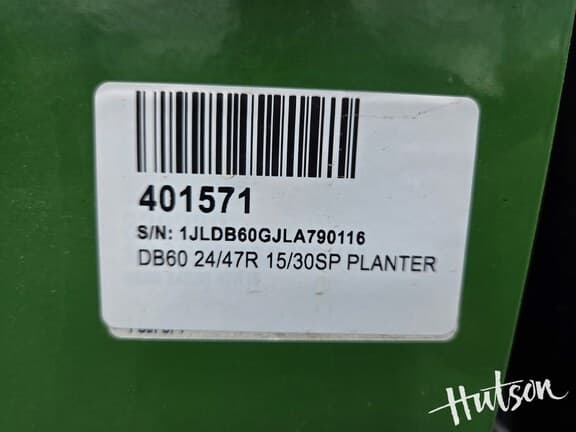 401571
S/N: 1JLDB60GJLA790116
DB60 24/47R 15/30SP PLANTER
Hutson